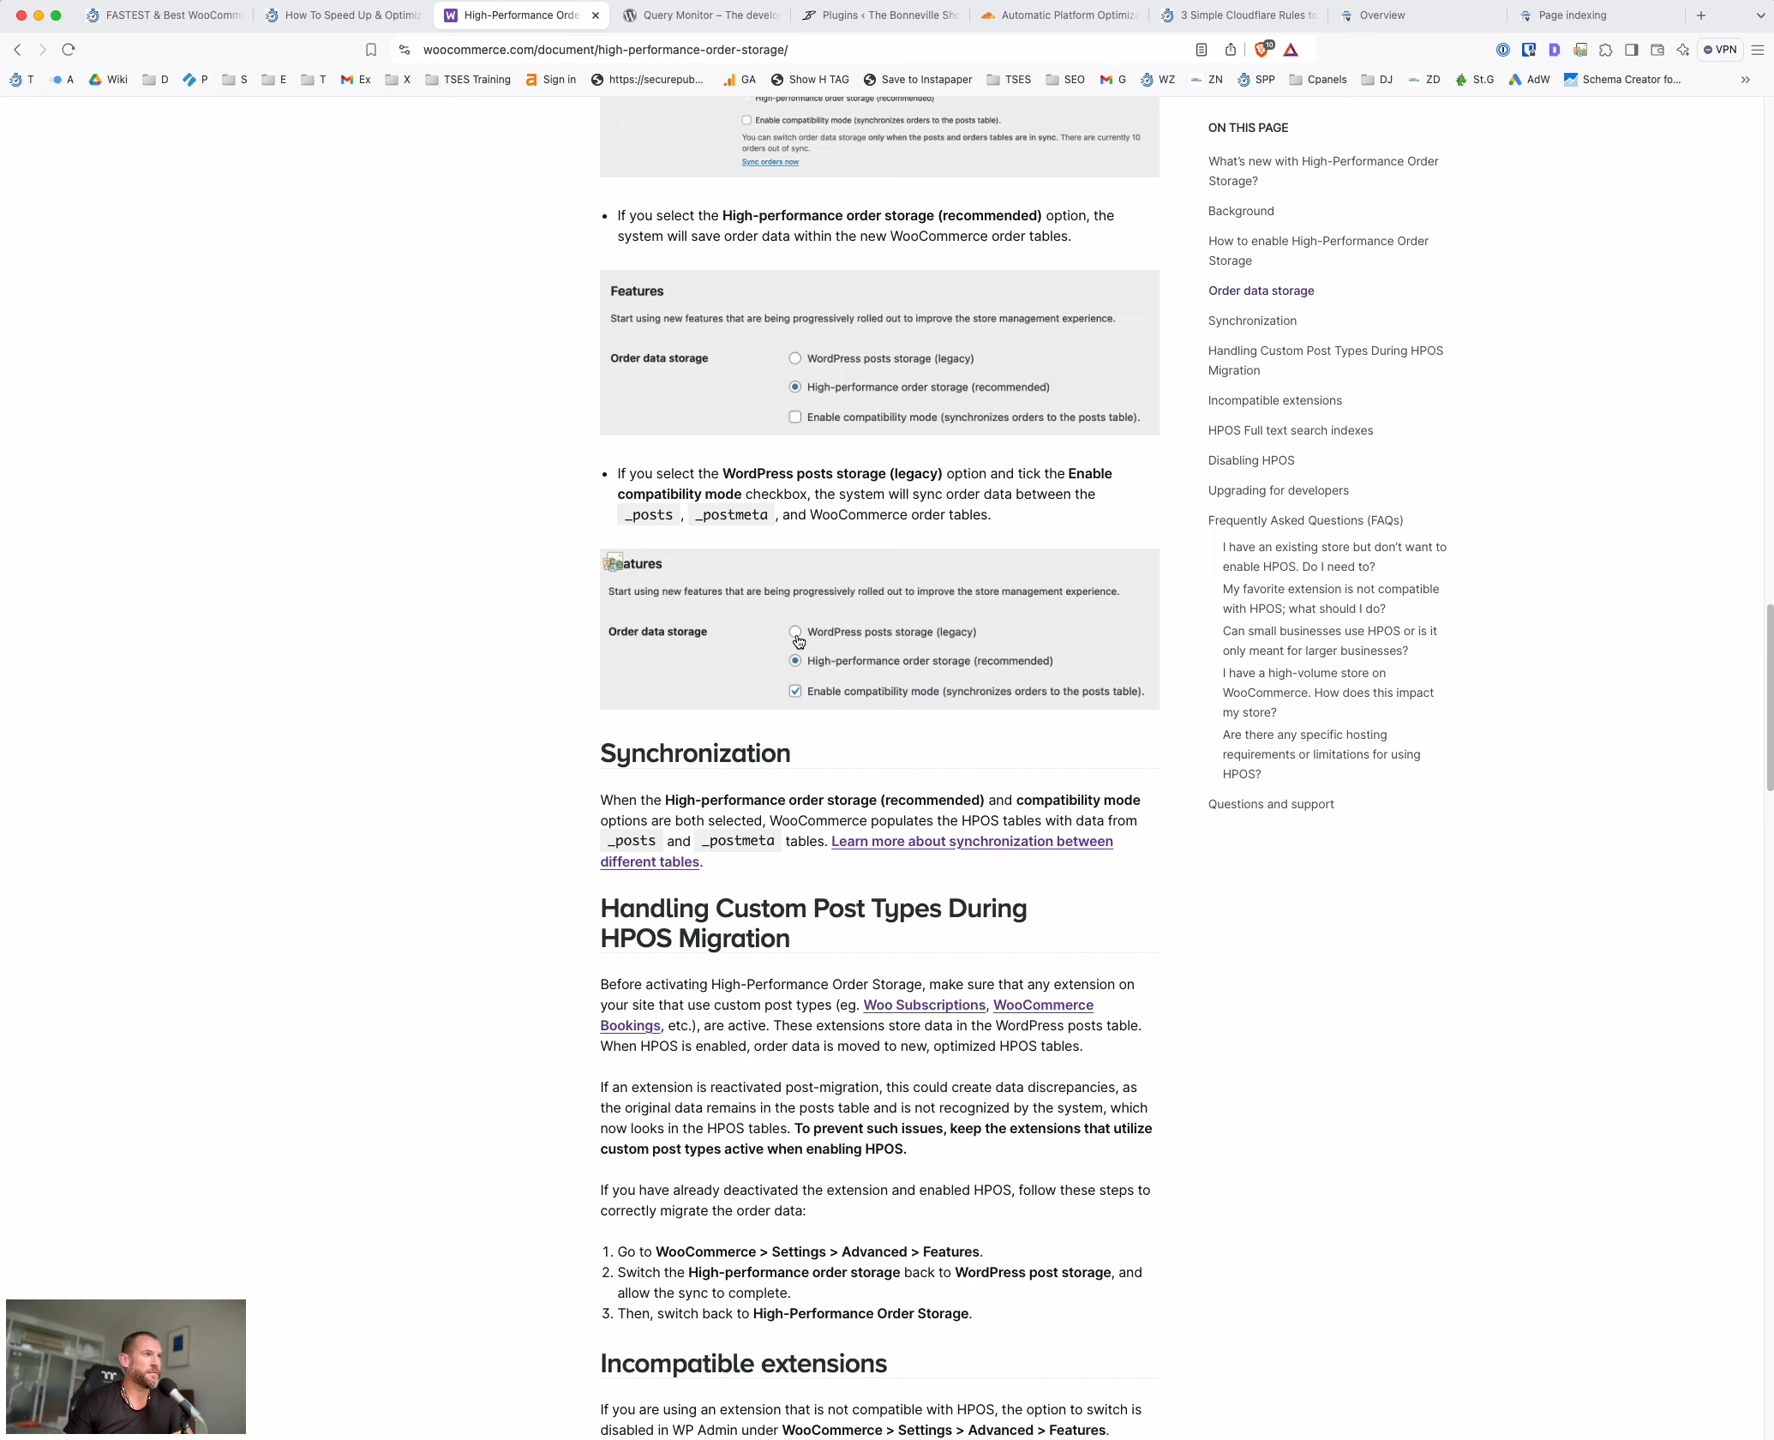 FASTEST & Best WooComm
How To Speed Up & Optimiz
High-Performance Orde
Query Monitor – The develo
Plugins ‹ The Bonneville Sho
Automatic Platform Optimiza
3 Simple Cloudflare Rules to
Overview
Page indexing
woocommerce.com/document/high-performance-order-storage/
10
VPN
T
A
Wiki
D
P
S
E
T
Ex
X
TSES Training
Sign in
https://securepub...
GA
Show H TAG
Save to Instapaper
TSES
SEO
G
WZ
ZN
SPP
Cpanels
DJ
ZD
St.G
AdW
Schema Creator fo...
High-performance order storage (recommended)
Enable compatibility mode (synchronizes orders to the posts table).
You can switch order data storage only when the posts and orders tables are in sync. There are currently 10
orders out of sync.
Sync orders now
• If you select the High-performance order storage (recommended) option, the
system will save order data within the new WooCommerce order tables.
Features
Start using new features that are being progressively rolled out to improve the store management experience.
Order data storage
WordPress posts storage (legacy)
High-performance order storage (recommended)
Enable compatibility mode (synchronizes orders to the posts table).
• If you select the WordPress posts storage (legacy) option and tick the Enable
compatibility mode checkbox, the system will sync order data between the
_posts , _postmeta , and WooCommerce order tables.
Features
Start using new features that are being progressively rolled out to improve the store management experience.
Order data storage
WordPress posts storage (legacy)
High-performance order storage (recommended)
Enable compatibility mode (synchronizes orders to the posts table).
Synchronization
When the High-performance order storage (recommended) and compatibility mode
options are both selected, WooCommerce populates the HPOS tables with data from
_posts and _postmeta tables. Learn more about synchronization between
different tables.
Handling Custom Post Types During
HPOS Migration
Before activating High-Performance Order Storage, make sure that any extension on
your site that use custom post types (eg. Woo Subscriptions, WooCommerce
Bookings, etc.), are active. These extensions store data in the WordPress posts table.
When HPOS is enabled, order data is moved to new, optimized HPOS tables.
If an extension is reactivated post-migration, this could create data discrepancies, as
the original data remains in the posts table and is not recognized by the system, which
now looks in the HPOS tables. To prevent such issues, keep the extensions that utilize
custom post types active when enabling HPOS.
If you have already deactivated the extension and enabled HPOS, follow these steps to
correctly migrate the order data:
1. Go to WooCommerce > Settings > Advanced > Features.
2. Switch the High-performance order storage back to WordPress post storage, and
allow the sync to complete.
3. Then, switch back to High-Performance Order Storage.
Incompatible extensions
If you are using an extension that is not compatible with HPOS, the option to switch is
disabled in WP Admin under WooCommerce > Settings > Advanced > Features.
ON THIS PAGE
What's new with High-Performance Order
Storage?
Background
How to enable High-Performance Order
Storage
Order data storage
Synchronization
Handling Custom Post Types During HPOS
Migration
Incompatible extensions
HPOS Full text search indexes
Disabling HPOS
Upgrading for developers
Frequently Asked Questions (FAQs)
I have an existing store but don't want to
enable HPOS. Do I need to?
My favorite extension is not compatible
with HPOS; what should I do?
Can small businesses use HPOS or is it
only meant for larger businesses?
I have a high-volume store on
WooCommerce. How does this impact
my store?
Are there any specific hosting
requirements or limitations for using
HPOS?
Questions and support